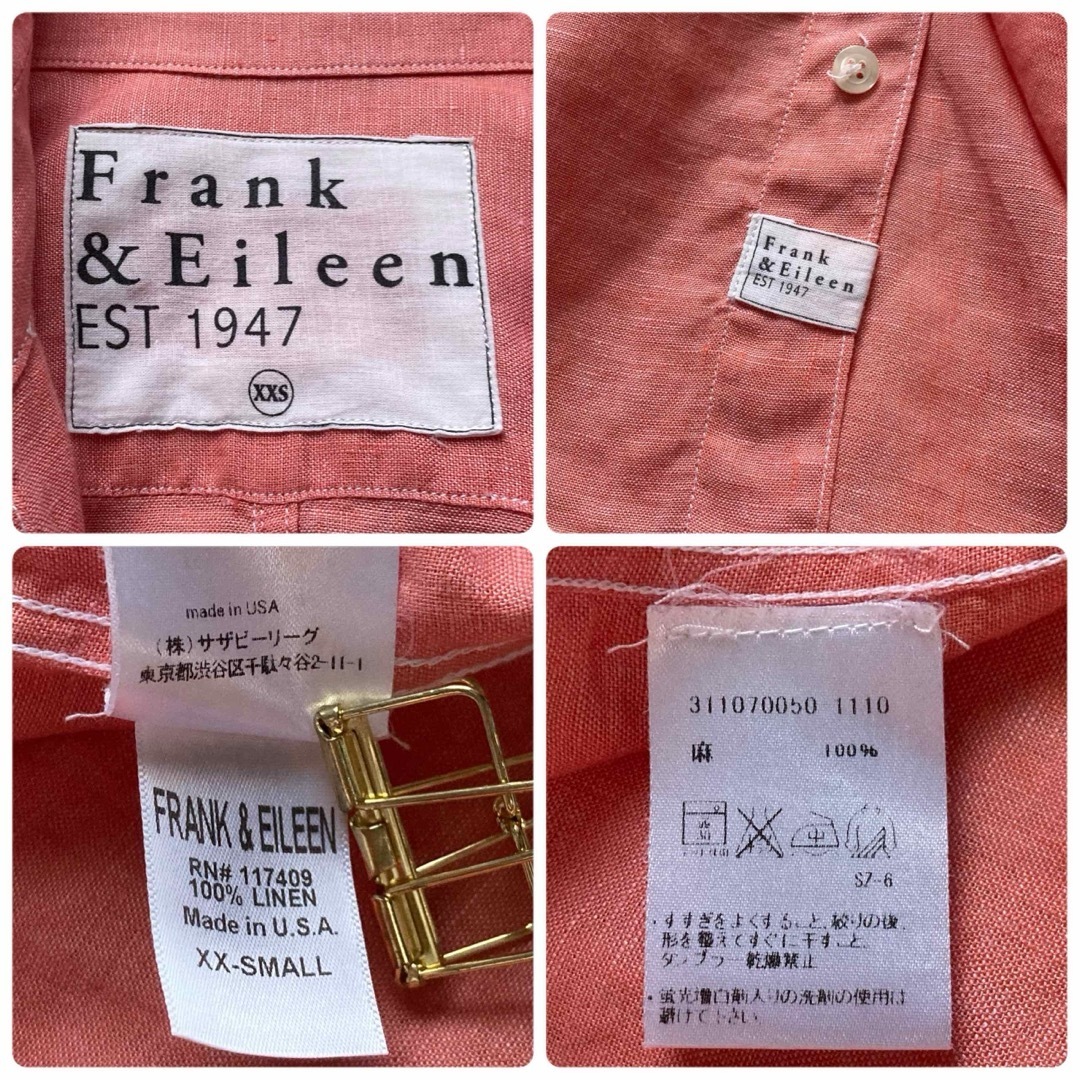 Frank
& Eileen
EST 1947
XXS
Frank
& Eileen
EST 1947
made in USA
(株)サザビーリーグ
東京都渋谷区千駄ヶ谷2-11-1
FRANK & EILEEN
RN# 117409
100% LINEN
Made in U.S.A.
XX-SMALL
311070050 1110
麻 100%
30
中
SZ-6
・すすぎをよくすること、絞りの後、
形を整えてすぐに干すこと、
タンブラー乾燥禁止
・蛍光増白剤入りの洗剤の使用は
避けて下さい